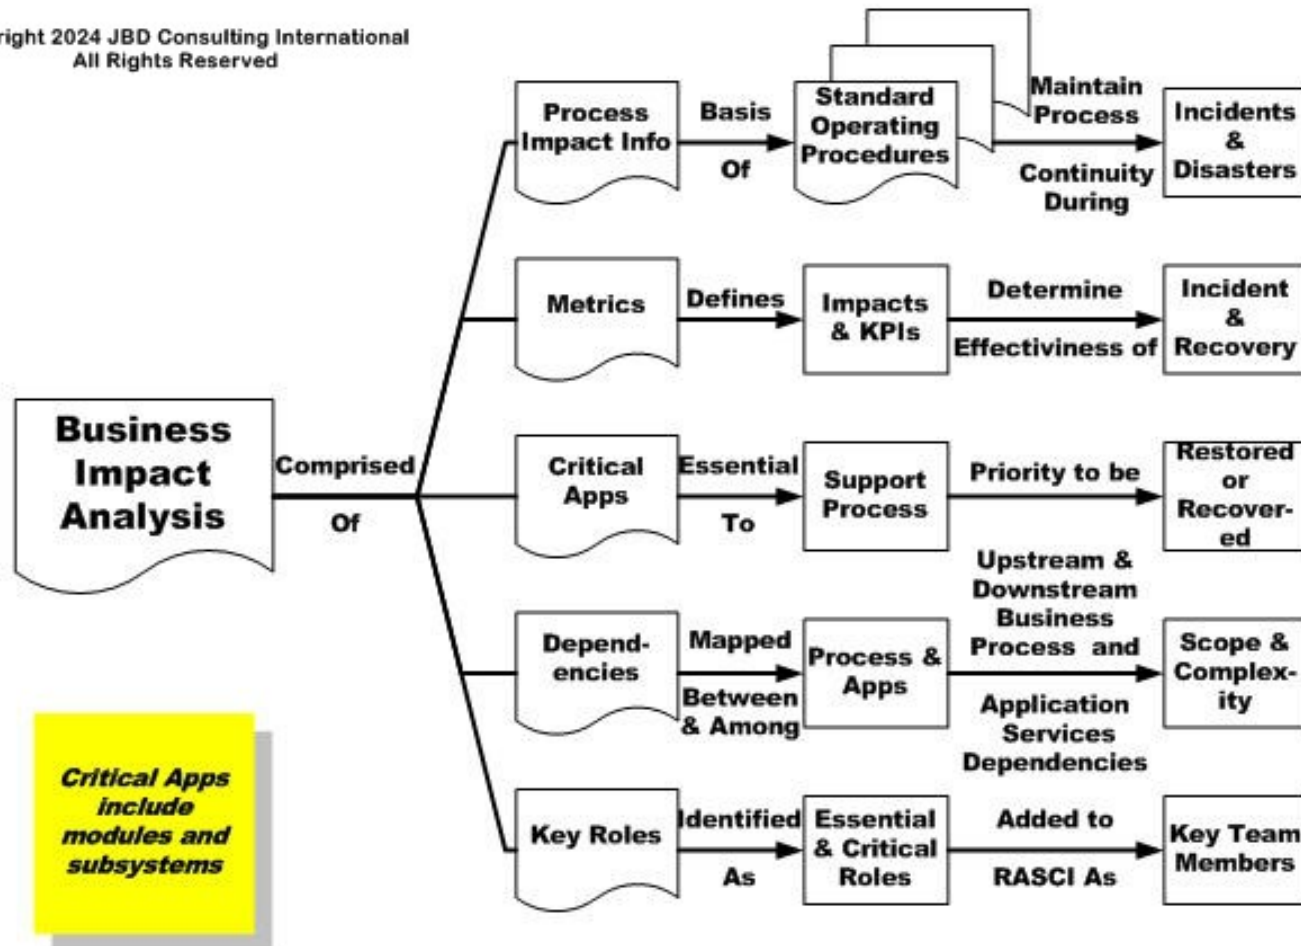 right 2024 JBD Consulting International
All Rights Reserved
Process
Impact Info
Basis
Of
Standard
Operating
Procedures
Maintain
Process
Continuity
During
Incidents
&
Disasters
Metrics
Defines
Impacts
& KPIs
Determine
Effectiviness of
Incident
&
Recovery
Business
Impact
Analysis
Comprised
Of
Critical
Apps
Essential
To
Support
Process
Priority to be
Restored
or
Recover-
ed
Depend-
encies
Mapped
Between
& Among
Process &
Apps
Upstream &
Downstream
Business
Process and
Application
Services
Dependencies
Scope &
Complex-
ity
Key Roles
Identified
As
Essential
& Critical
Roles
Added to
RASCI As
Key Team
Members
Critical Apps
include
modules and
subsystems